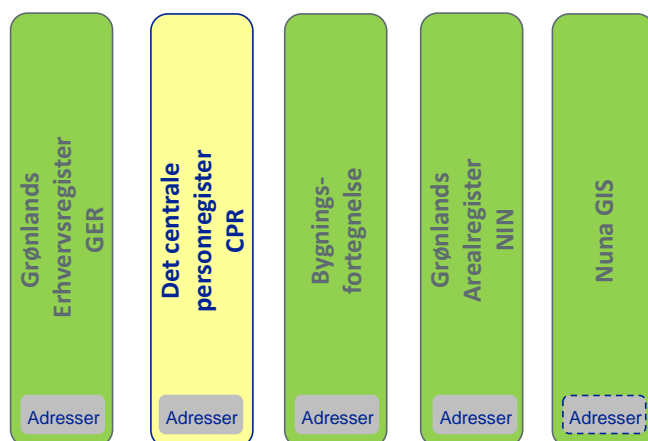 Grønlands
Erhvervsregister
GER
Adresser
Det centrale
personregister
CPR
Adresser
Bygnings-
fortegnelse
Adresser
Grønlands
Arealregister
NIN
Adresser
Nuna GIS
Adresser